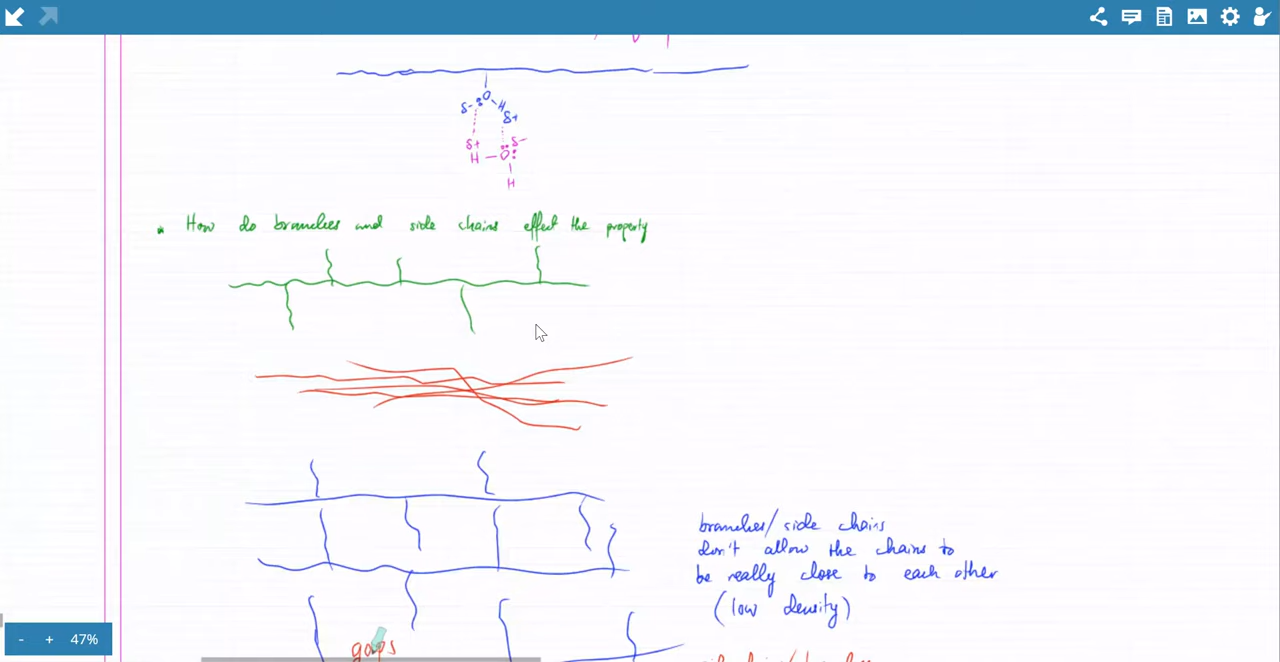 δ- O H
δ+
δ+ δ-
H O
H
• How do branches and side chains effect the property
branches/ side chains
don't allow the chains to
be really close to each other
(low density)
gaps
- + 47%